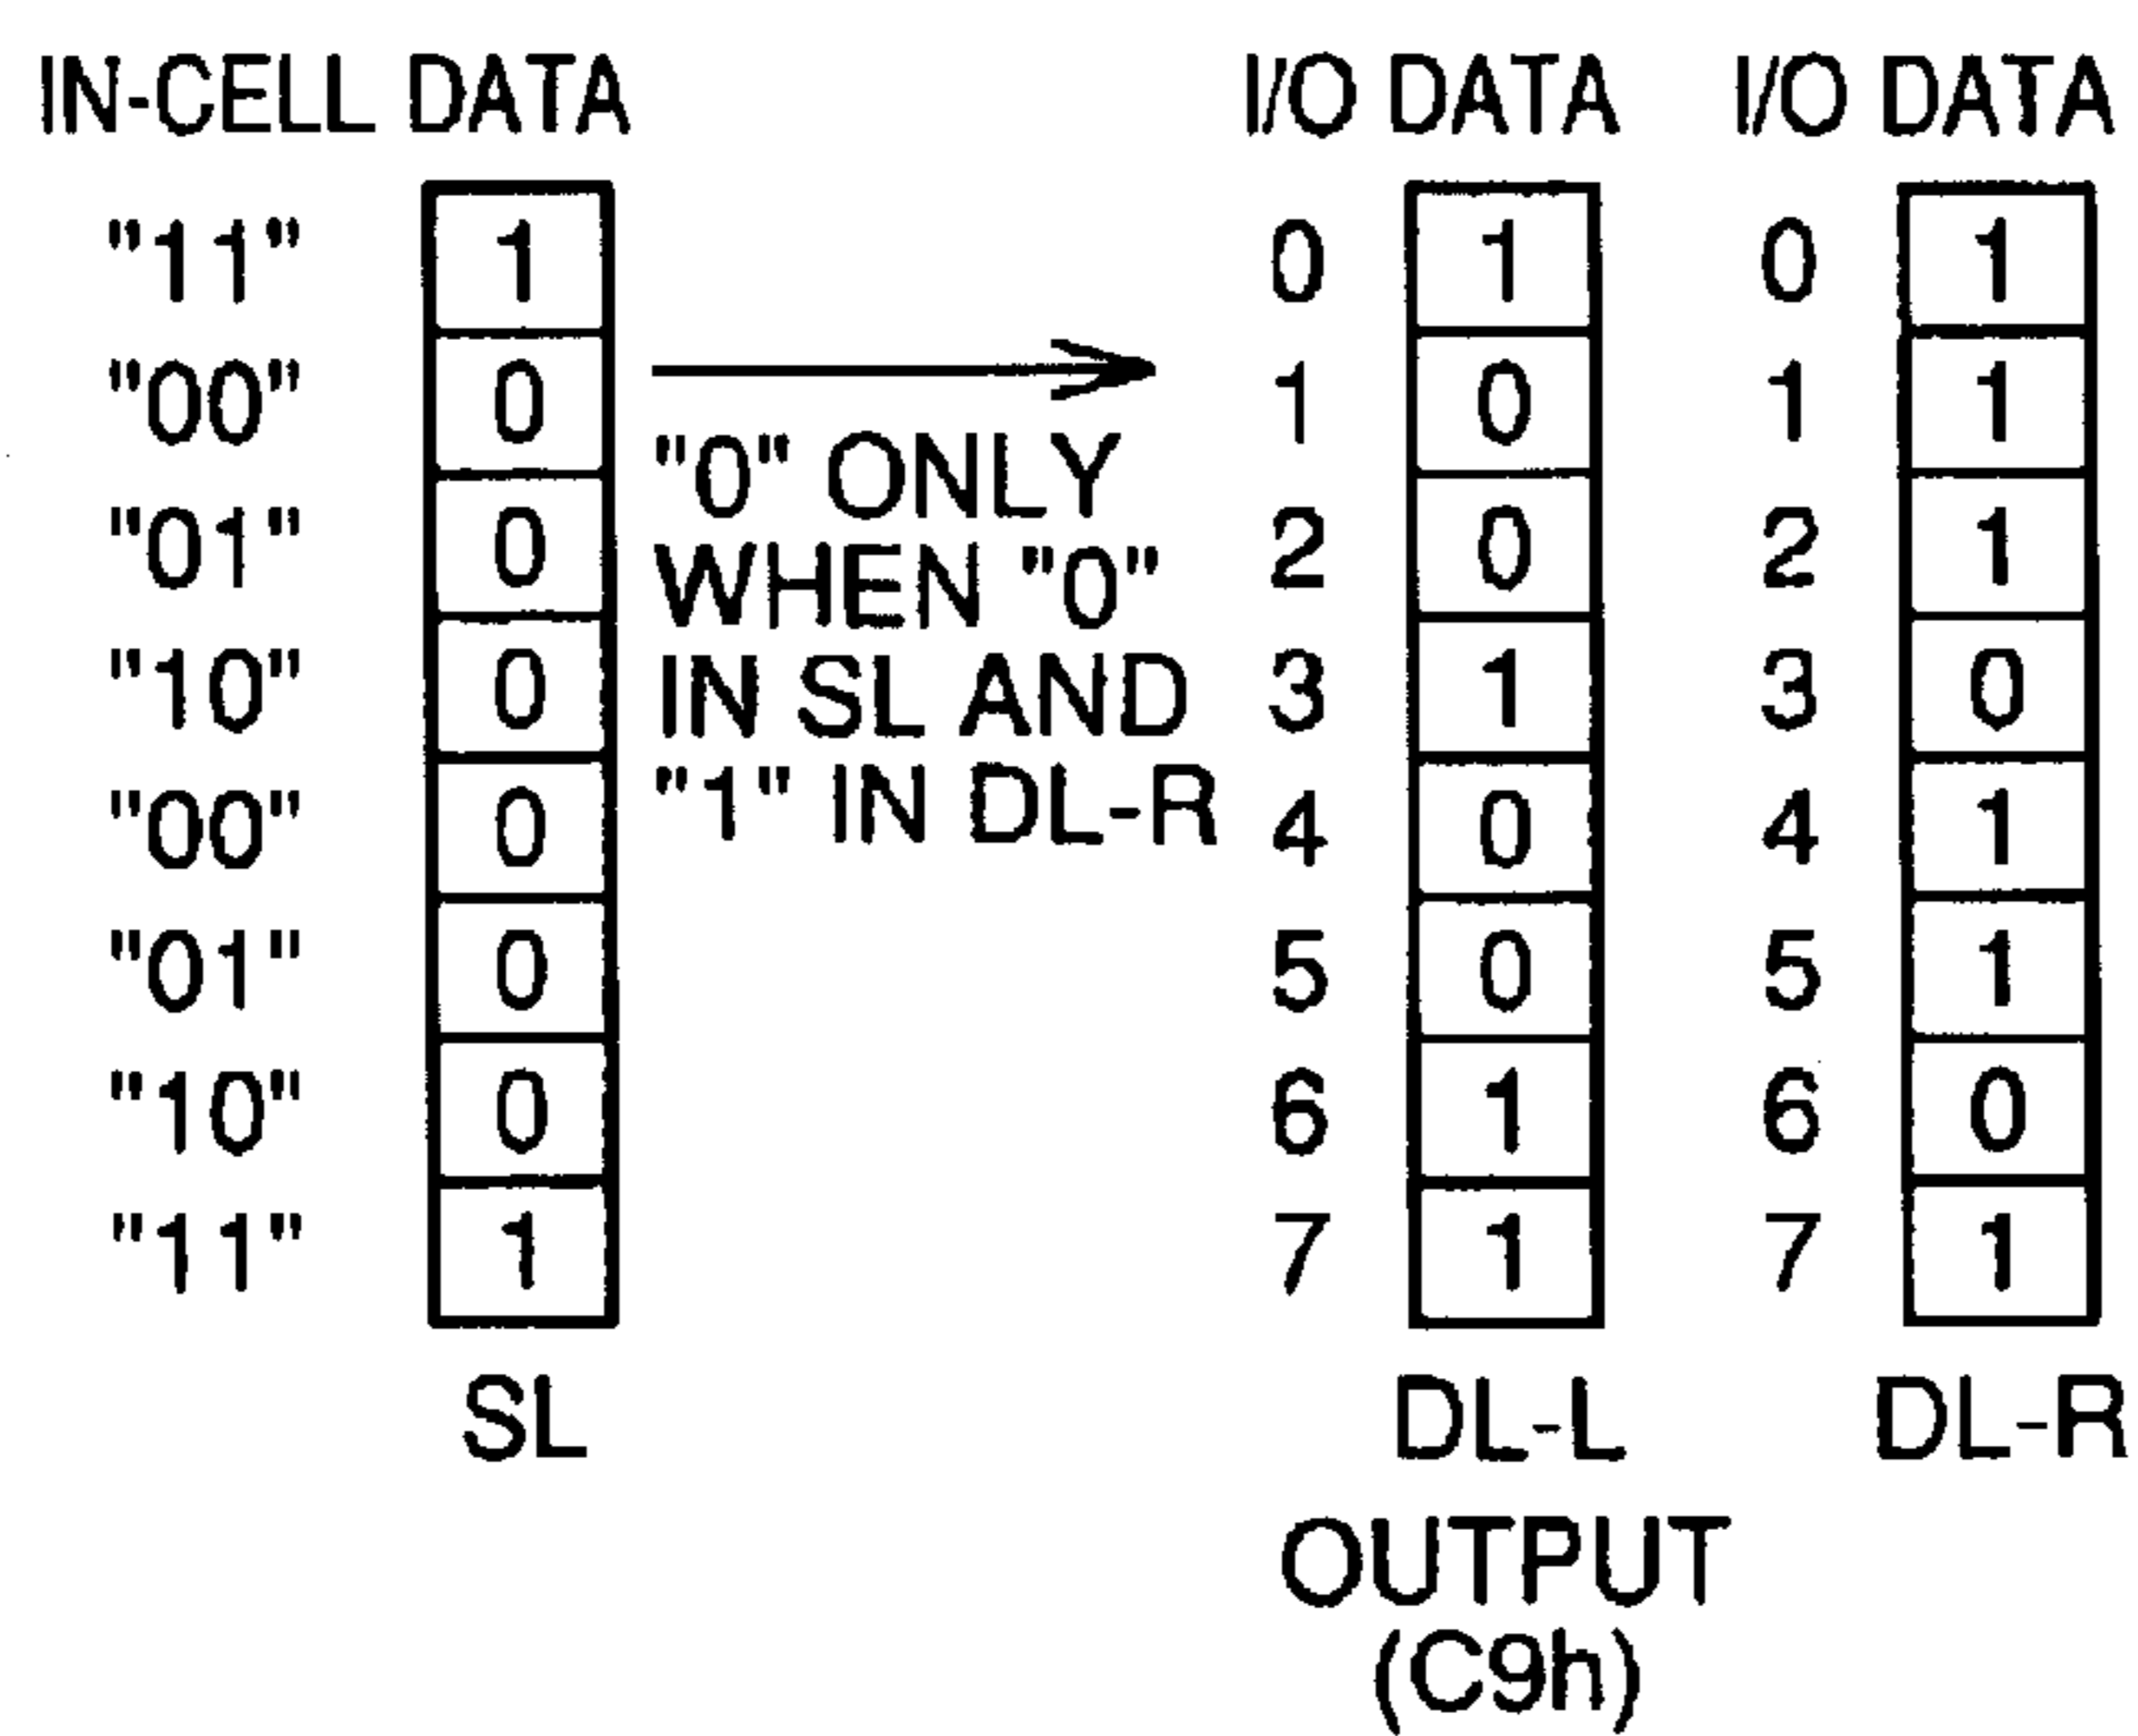 IN-CELL DATA I/O DATA I/O DATA
"11" 1 0 1 0 1
"00" 0 1 0 1 1
"0" ONLY
"01" 0 2 0 2 1
WHEN "0"
"10" 0 3 1 3 0
IN SL AND
"00" 0 4 0 4 1
"1" IN DL-R
"01" 0 5 0 5 1
"10" 0 6 1 6 0
"11" 1 7 1 7 1
SL DL-L DL-R
OUTPUT
(C9h)